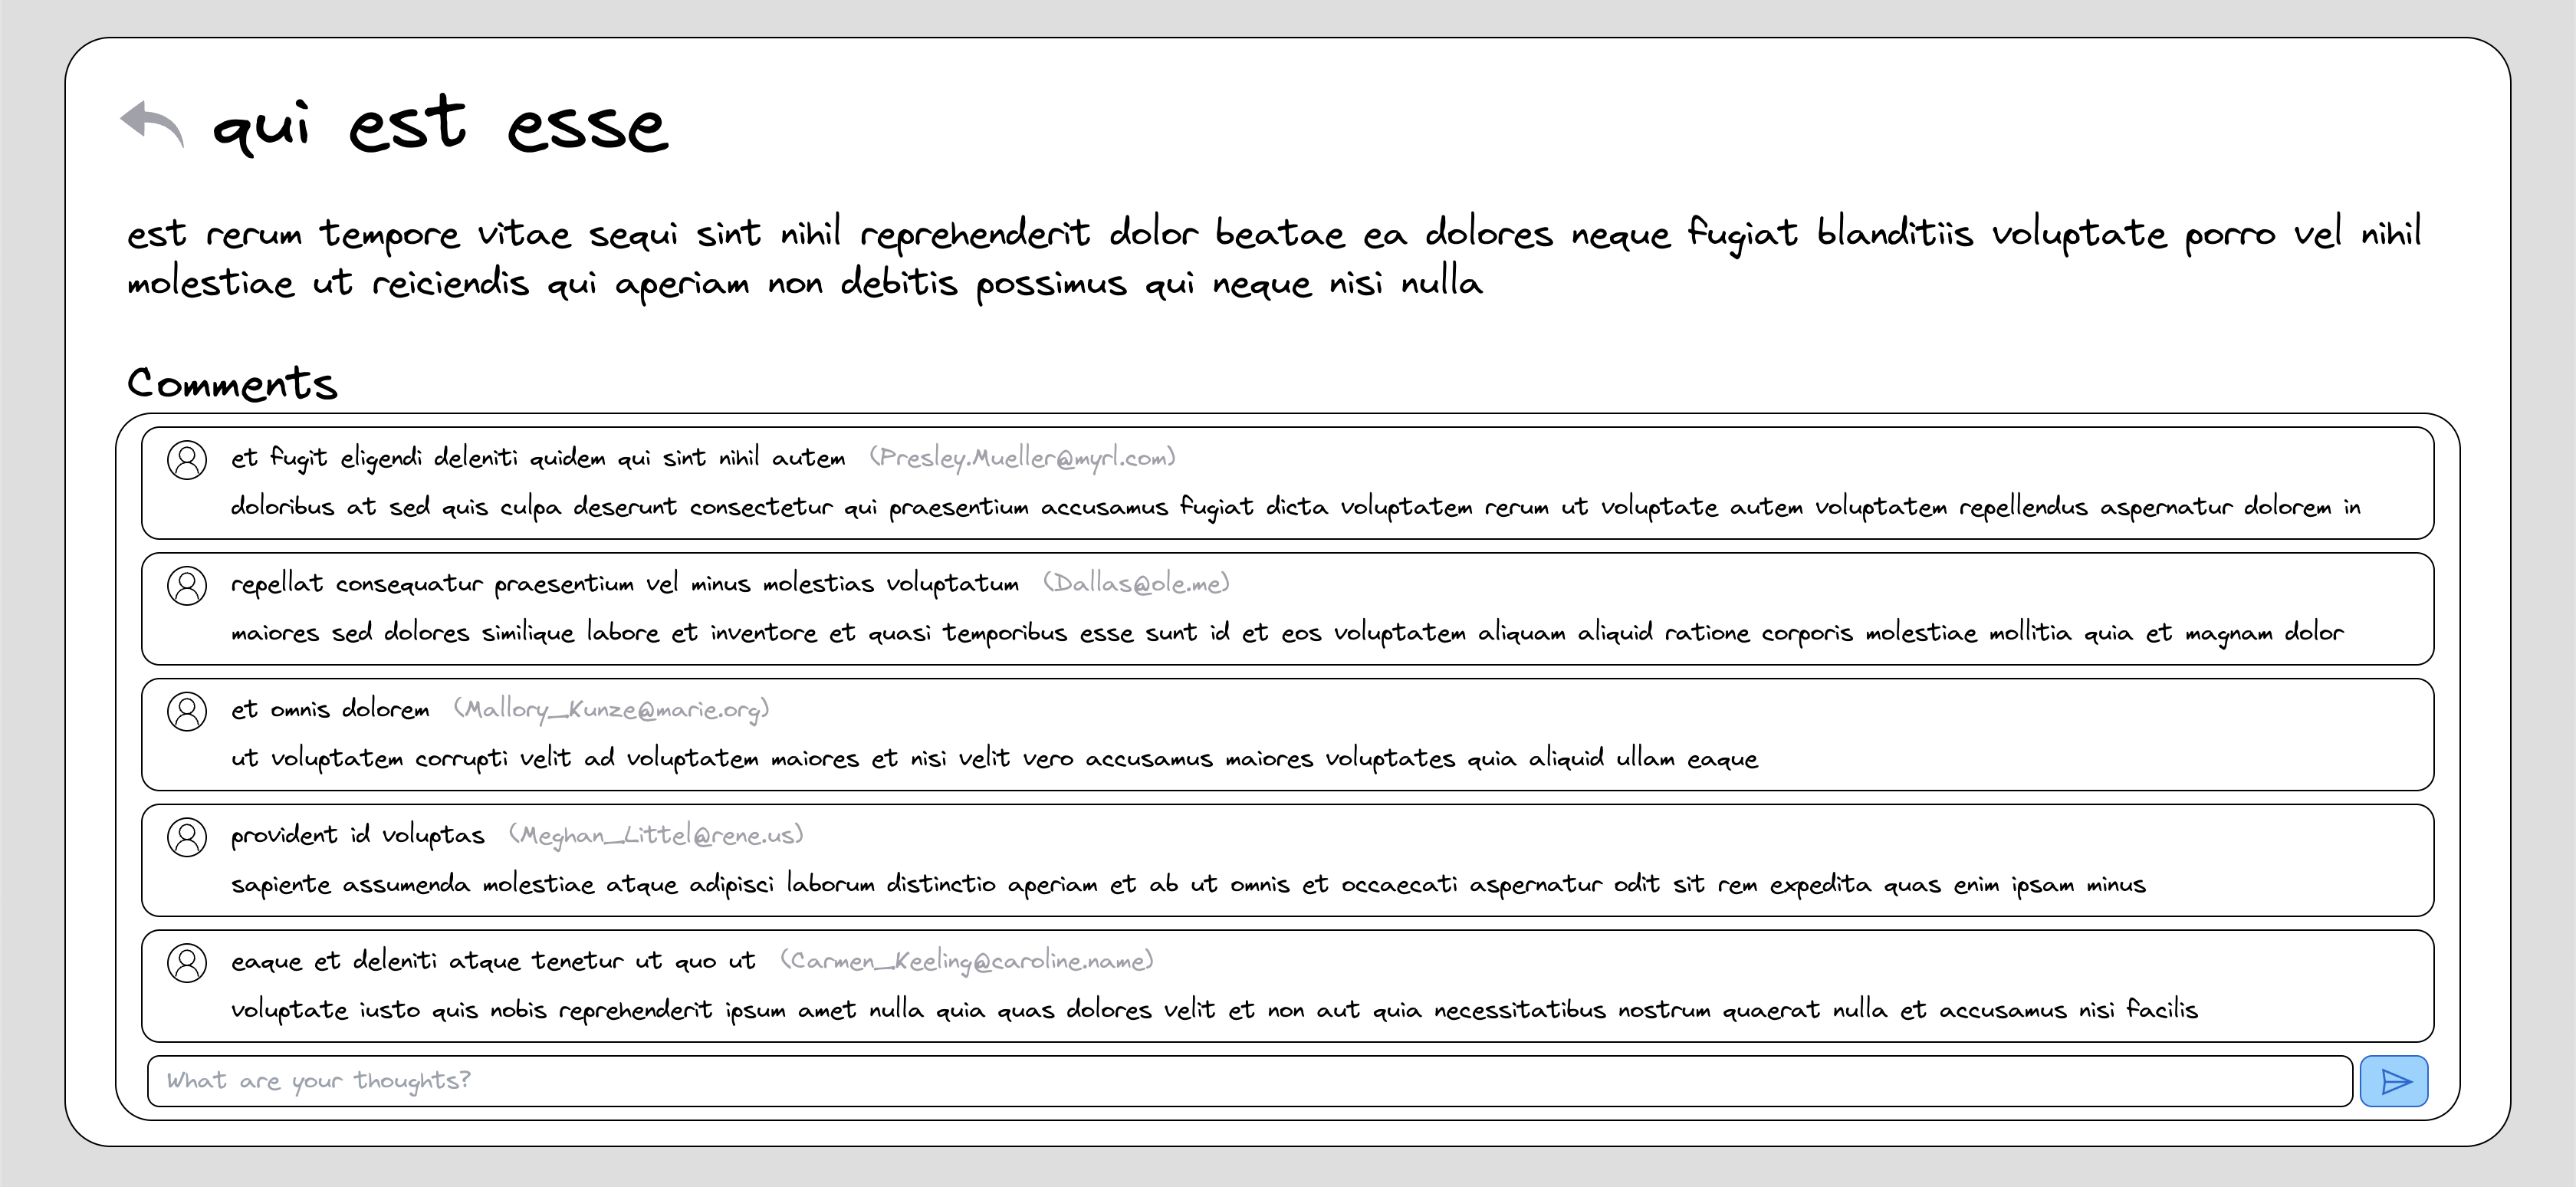 qui est esse
est rerum tempore vitae sequi sint nihil reprehenderit dolor beatae ea dolores neque fugiat blanditiis voluptate porro vel nihil
molestiae ut reiciendis qui aperiam non debitis possimus qui neque nisi nulla
Comments
et fugit eligendi deleniti quidem qui sint nihil autem (Presley.Mueller@myrl.com)
doloribus at sed quis culpa deserunt consectetur qui praesentium accusamus fugiat dicta voluptatem rerum ut voluptate autem voluptatem repellendus aspernatur dolorem in
repellat consequatur praesentium vel minus molestias voluptatum (Dallas@ole.me)
maiores sed dolores similique labore et inventore et quasi temporibus esse sunt id et eos voluptatem aliquam aliquid ratione corporis molestiae mollitia quia et magnam dolor
et omnis dolorem (Mallory_Kunze@marie.org)
ut voluptatem corrupti velit ad voluptatem maiores et nisi velit vero accusamus maiores voluptates quia aliquid ullam eaque
provident id voluptas (Meghan_Littel@rene.us)
sapiente assumenda molestiae atque adipisci laborum distinctio aperiam et ab ut omnis et occaecati aspernatur odit sit rem expedita quas enim ipsam minus
eaque et deleniti atque tenetur ut quo ut (Carmen_Keeling@caroline.name)
voluptate iusto quis nobis reprehenderit ipsum amet nulla quia quas dolores velit et non aut quia necessitatibus nostrum quaerat nulla et accusamus nisi facilis
What are your thoughts?